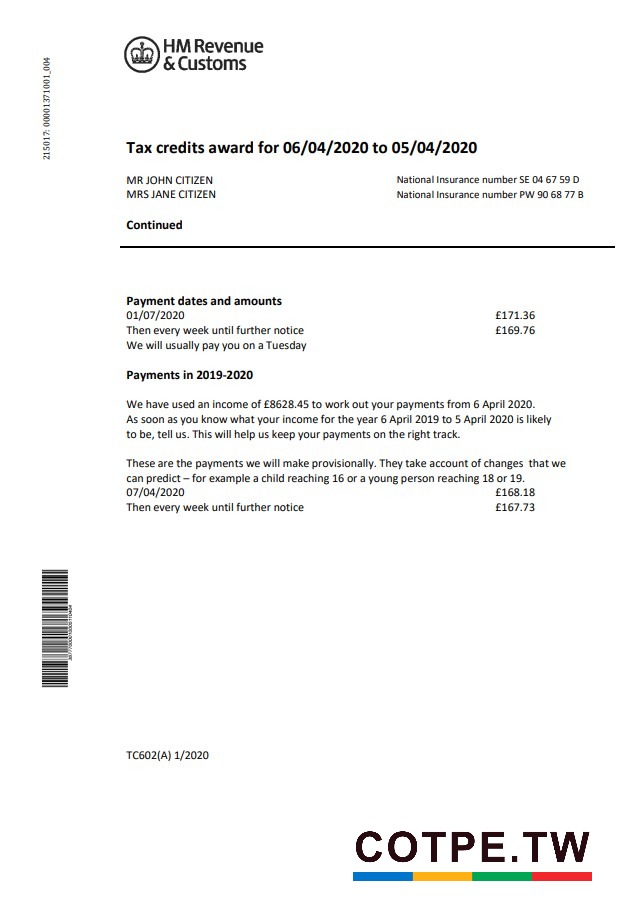 215017: 00001371001_004
HM Revenue
& Customs
Tax credits award for 06/04/2020 to 05/04/2020
MR JOHN CITIZEN National Insurance number SE 04 67 59 D
MRS JANE CITIZEN National Insurance number PW 90 68 77 B
Continued
Payment dates and amounts
01/07/2020 £171.36
Then every week until further notice £169.76
We will usually pay you on a Tuesday
Payments in 2019-2020
We have used an income of £8628.45 to work out your payments from 6 April 2020.
As soon as you know what your income for the year 6 April 2019 to 5 April 2020 is likely
to be, tell us. This will help us keep your payments on the right track.
These are the payments we will make provisionally. They take account of changes that we
can predict – for example a child reaching 16 or a young person reaching 18 or 19.
07/04/2020 £168.18
Then every week until further notice £167.73
TC602(A) 1/2020
COTPE.TW